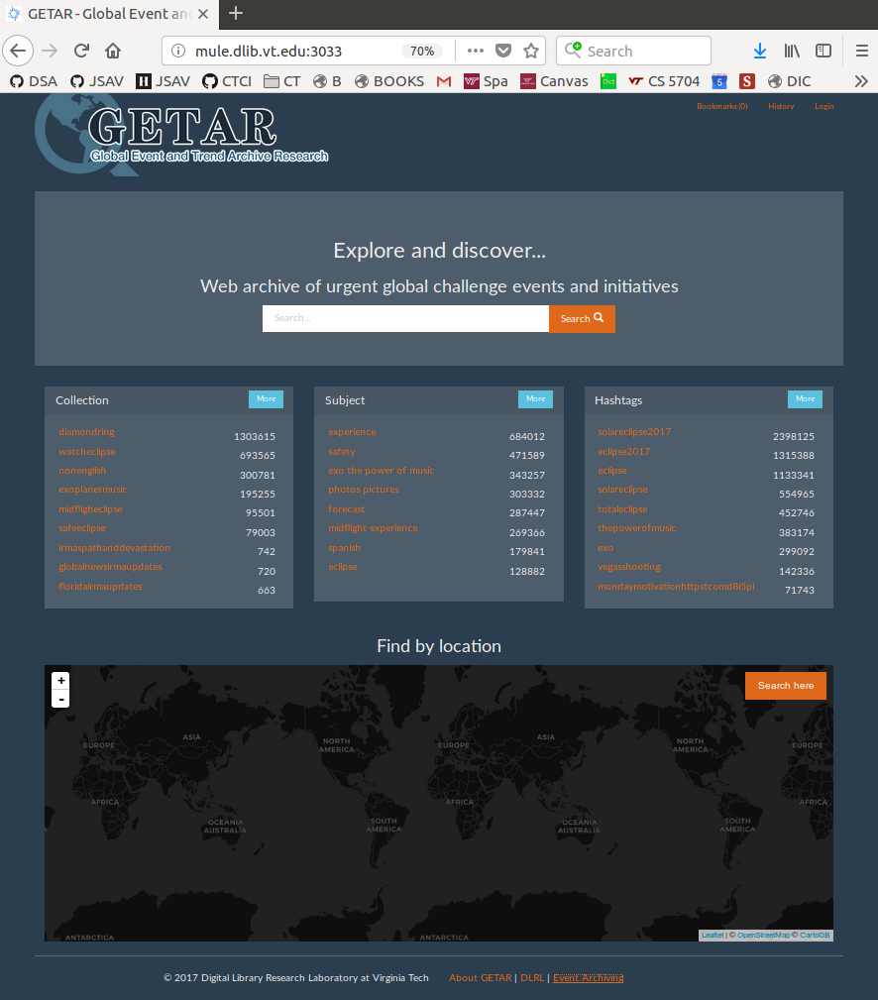 GETAR - Global Event an
mule.dlib.vt.edu:3033 70% Search
DSA JSAV JSAV CTCI CT B BOOKS Spa Canvas CS 5704 5 S DIC
Bookmarks (0) History Login
GETAR
Global Event and Trend Archive Research
Explore and discover...
Web archive of urgent global challenge events and initiatives
Search... Search
Collection More
diamondring 1303615
watcheclipse 693565
nonenglish 300781
exoplanetmusic 195255
midfligheclipse 95501
safeeclipse 79003
irmaspathanddevastation 742
globalnewsirmaupdates 720
floridairmaupdates 663
Subject More
experience 684012
safety 471589
exo the power of music 343257
photos pictures 303332
forecast 287447
midflight experience 269366
spanish 179841
eclipse 128882
Hashtags More
solareclipse2017 2398125
eclipse2017 1315388
eclipse 1133341
solareclipse 554965
totaleclipse 452746
thepowerofmusic 383174
exo 299092
vegasshooting 142336
mondaymotivationhttpstcomd8i5pl 71743
Find by location
+
-
Search here
EUROPE ASIA NORTH AMERICA EUROPE ASIA NORTH AMERICA EUROPE
AFRICA OCEANIA AUSTRALIA SOUTH AMERICA AFRICA OCEANIA AUSTRALIA SOUTH AMERICA AFRICA
ANTARCTICA ANTARCTICA
Leaflet | © OpenStreetMap © CartoDB
© 2017 Digital Library Research Laboratory at Virginia Tech About GETAR | DLRL | Event Archiving